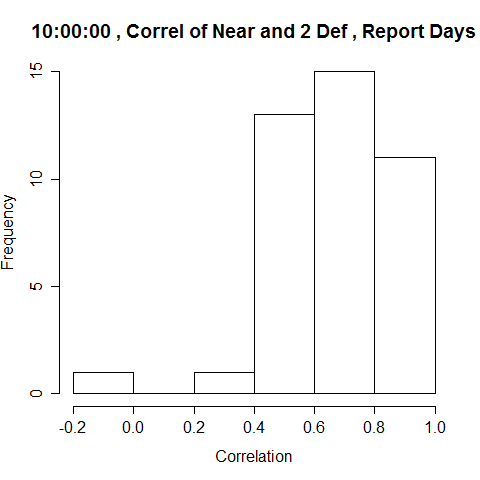 10:00:00 , Correl of Near and 2 Def , Report Days
15
10
5
0
Frequency
-0.2 0.0 0.2 0.4 0.6 0.8 1.0
Correlation